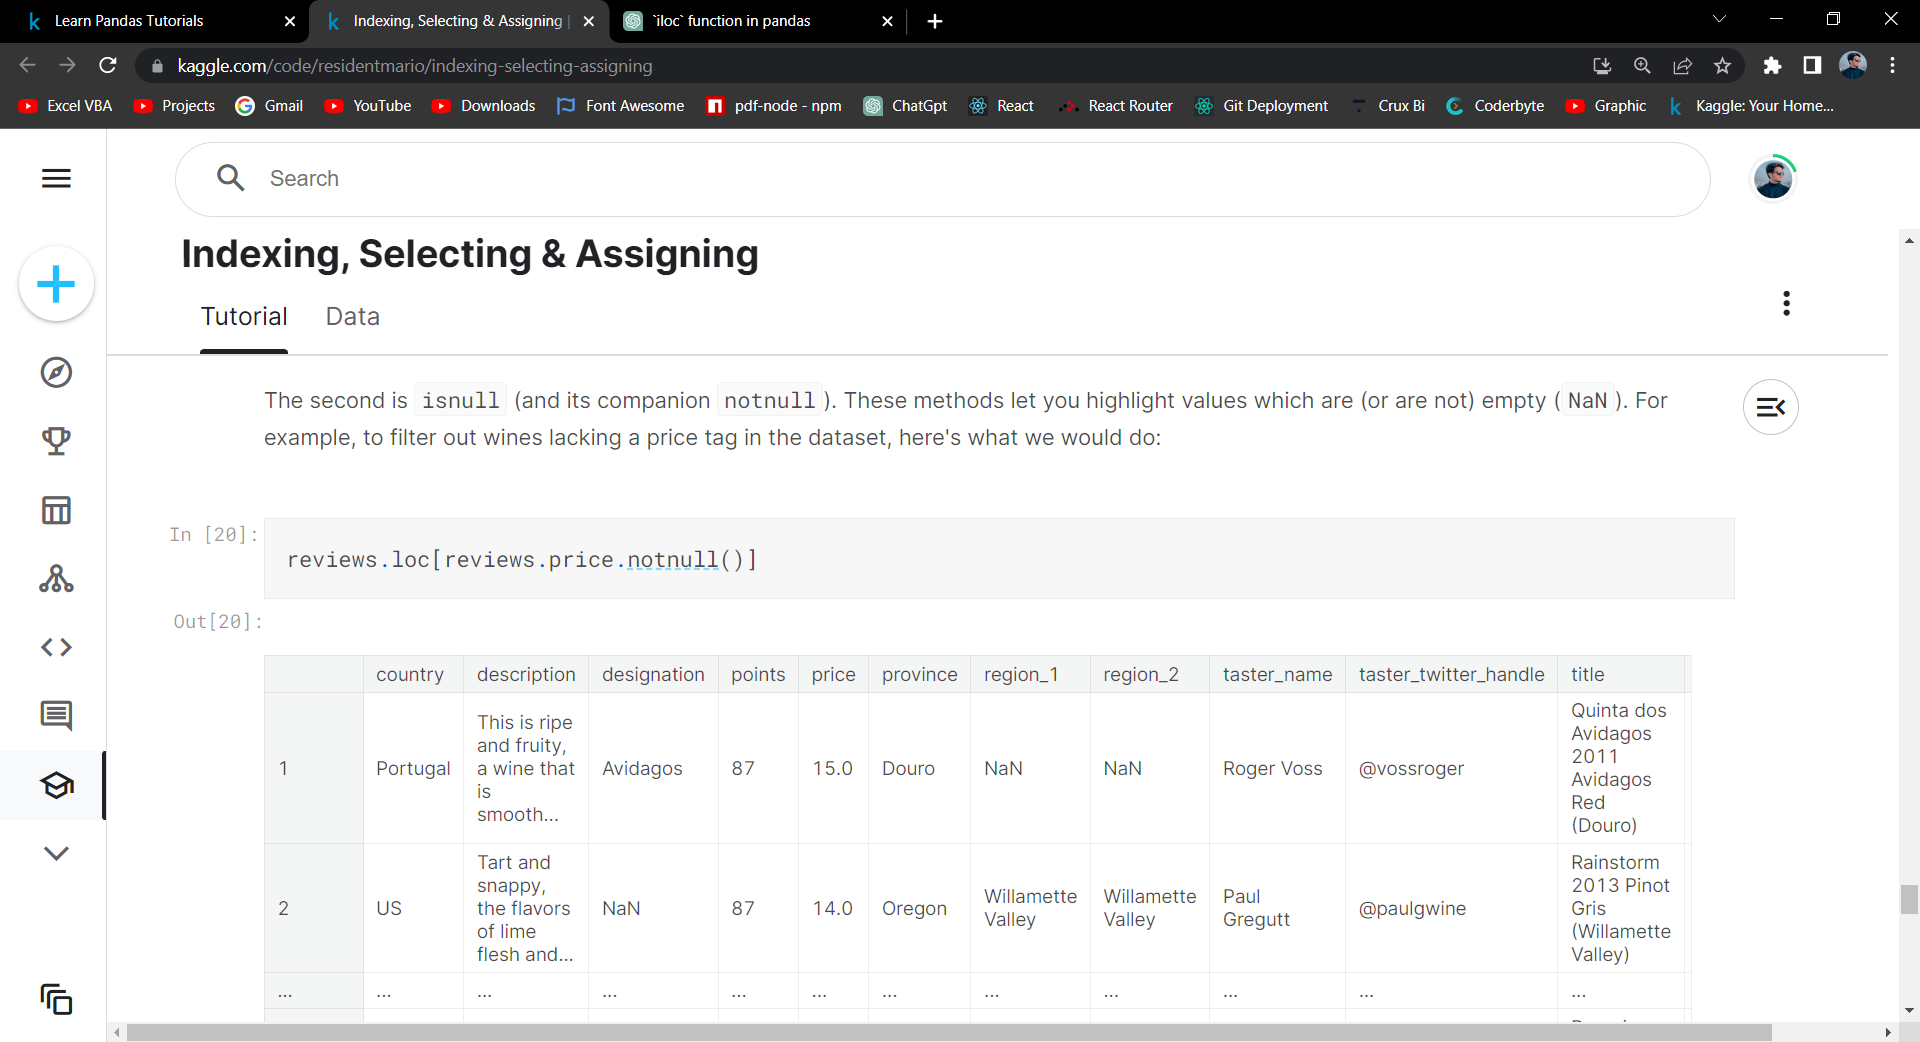 Learn Pandas Tutorials
Indexing, Selecting & Assigning |
`iloc` function in pandas
kaggle.com/code/residentmario/indexing-selecting-assigning
Excel VBA
Projects
Gmail
YouTube
Downloads
Font Awesome
pdf-node - npm
ChatGpt
React
React Router
Git Deployment
Crux Bi
Coderbyte
Graphic
Kaggle: Your Home...
Search
Indexing, Selecting & Assigning
Tutorial
Data
The second is isnull (and its companion notnull ). These methods let you highlight values which are (or are not) empty ( NaN ). For
example, to filter out wines lacking a price tag in the dataset, here's what we would do:
In [20]:
reviews.loc[reviews.price.notnull()]
Out[20]:
country description designation points price province region_1 region_2 taster_name taster_twitter_handle title
1
Portugal
This is ripe
and fruity,
a wine that
is
smooth...
Avidagos
87
15.0
Douro
NaN
NaN
Roger Voss
@vossroger
Quinta dos
Avidagos
2011
Avidagos
Red
(Douro)
2
US
Tart and
snappy,
the flavors
of lime
flesh and...
NaN
87
14.0
Oregon
Willamette
Valley
Willamette
Valley
Paul
Gregutt
@paulgwine
Rainstorm
2013 Pinot
Gris
(Willamette
Valley)
... ... ... ... ... ... ... ... ... ... ... ...